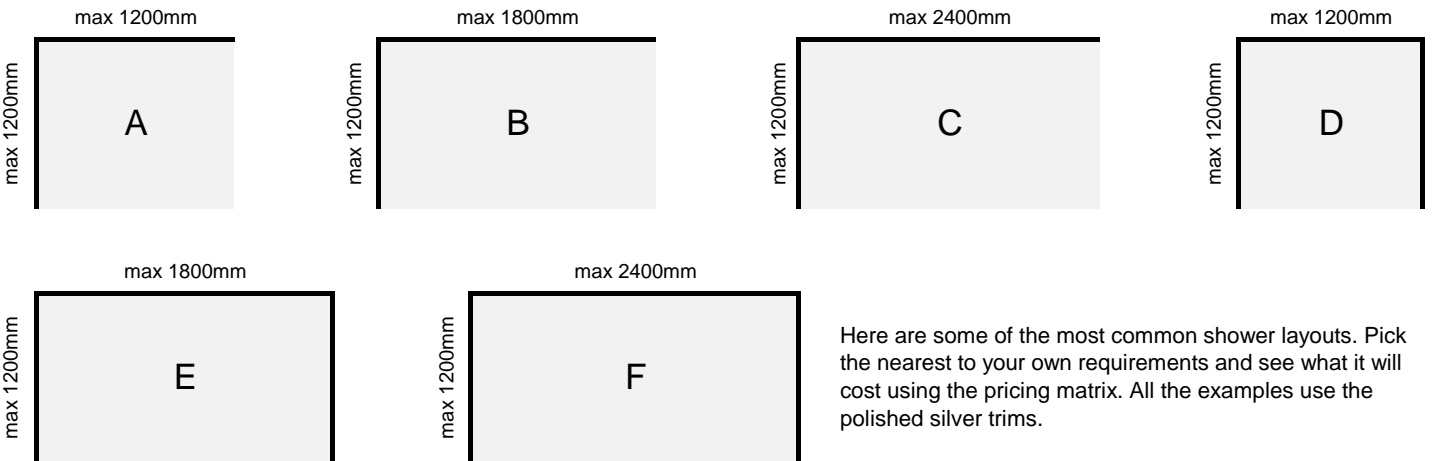 max 1200mm
max 1800mm
max 2400mm
max 1200mm
max 1200mm
A
max 1200mm
B
max 1200mm
C
max 1200mm
D
max 1800mm
max 2400mm
max 1200mm
E
max 1200mm
F
Here are some of the most common shower layouts. Pick
the nearest to your own requirements and see what it will
cost using the pricing matrix. All the examples use the
polished silver trims.